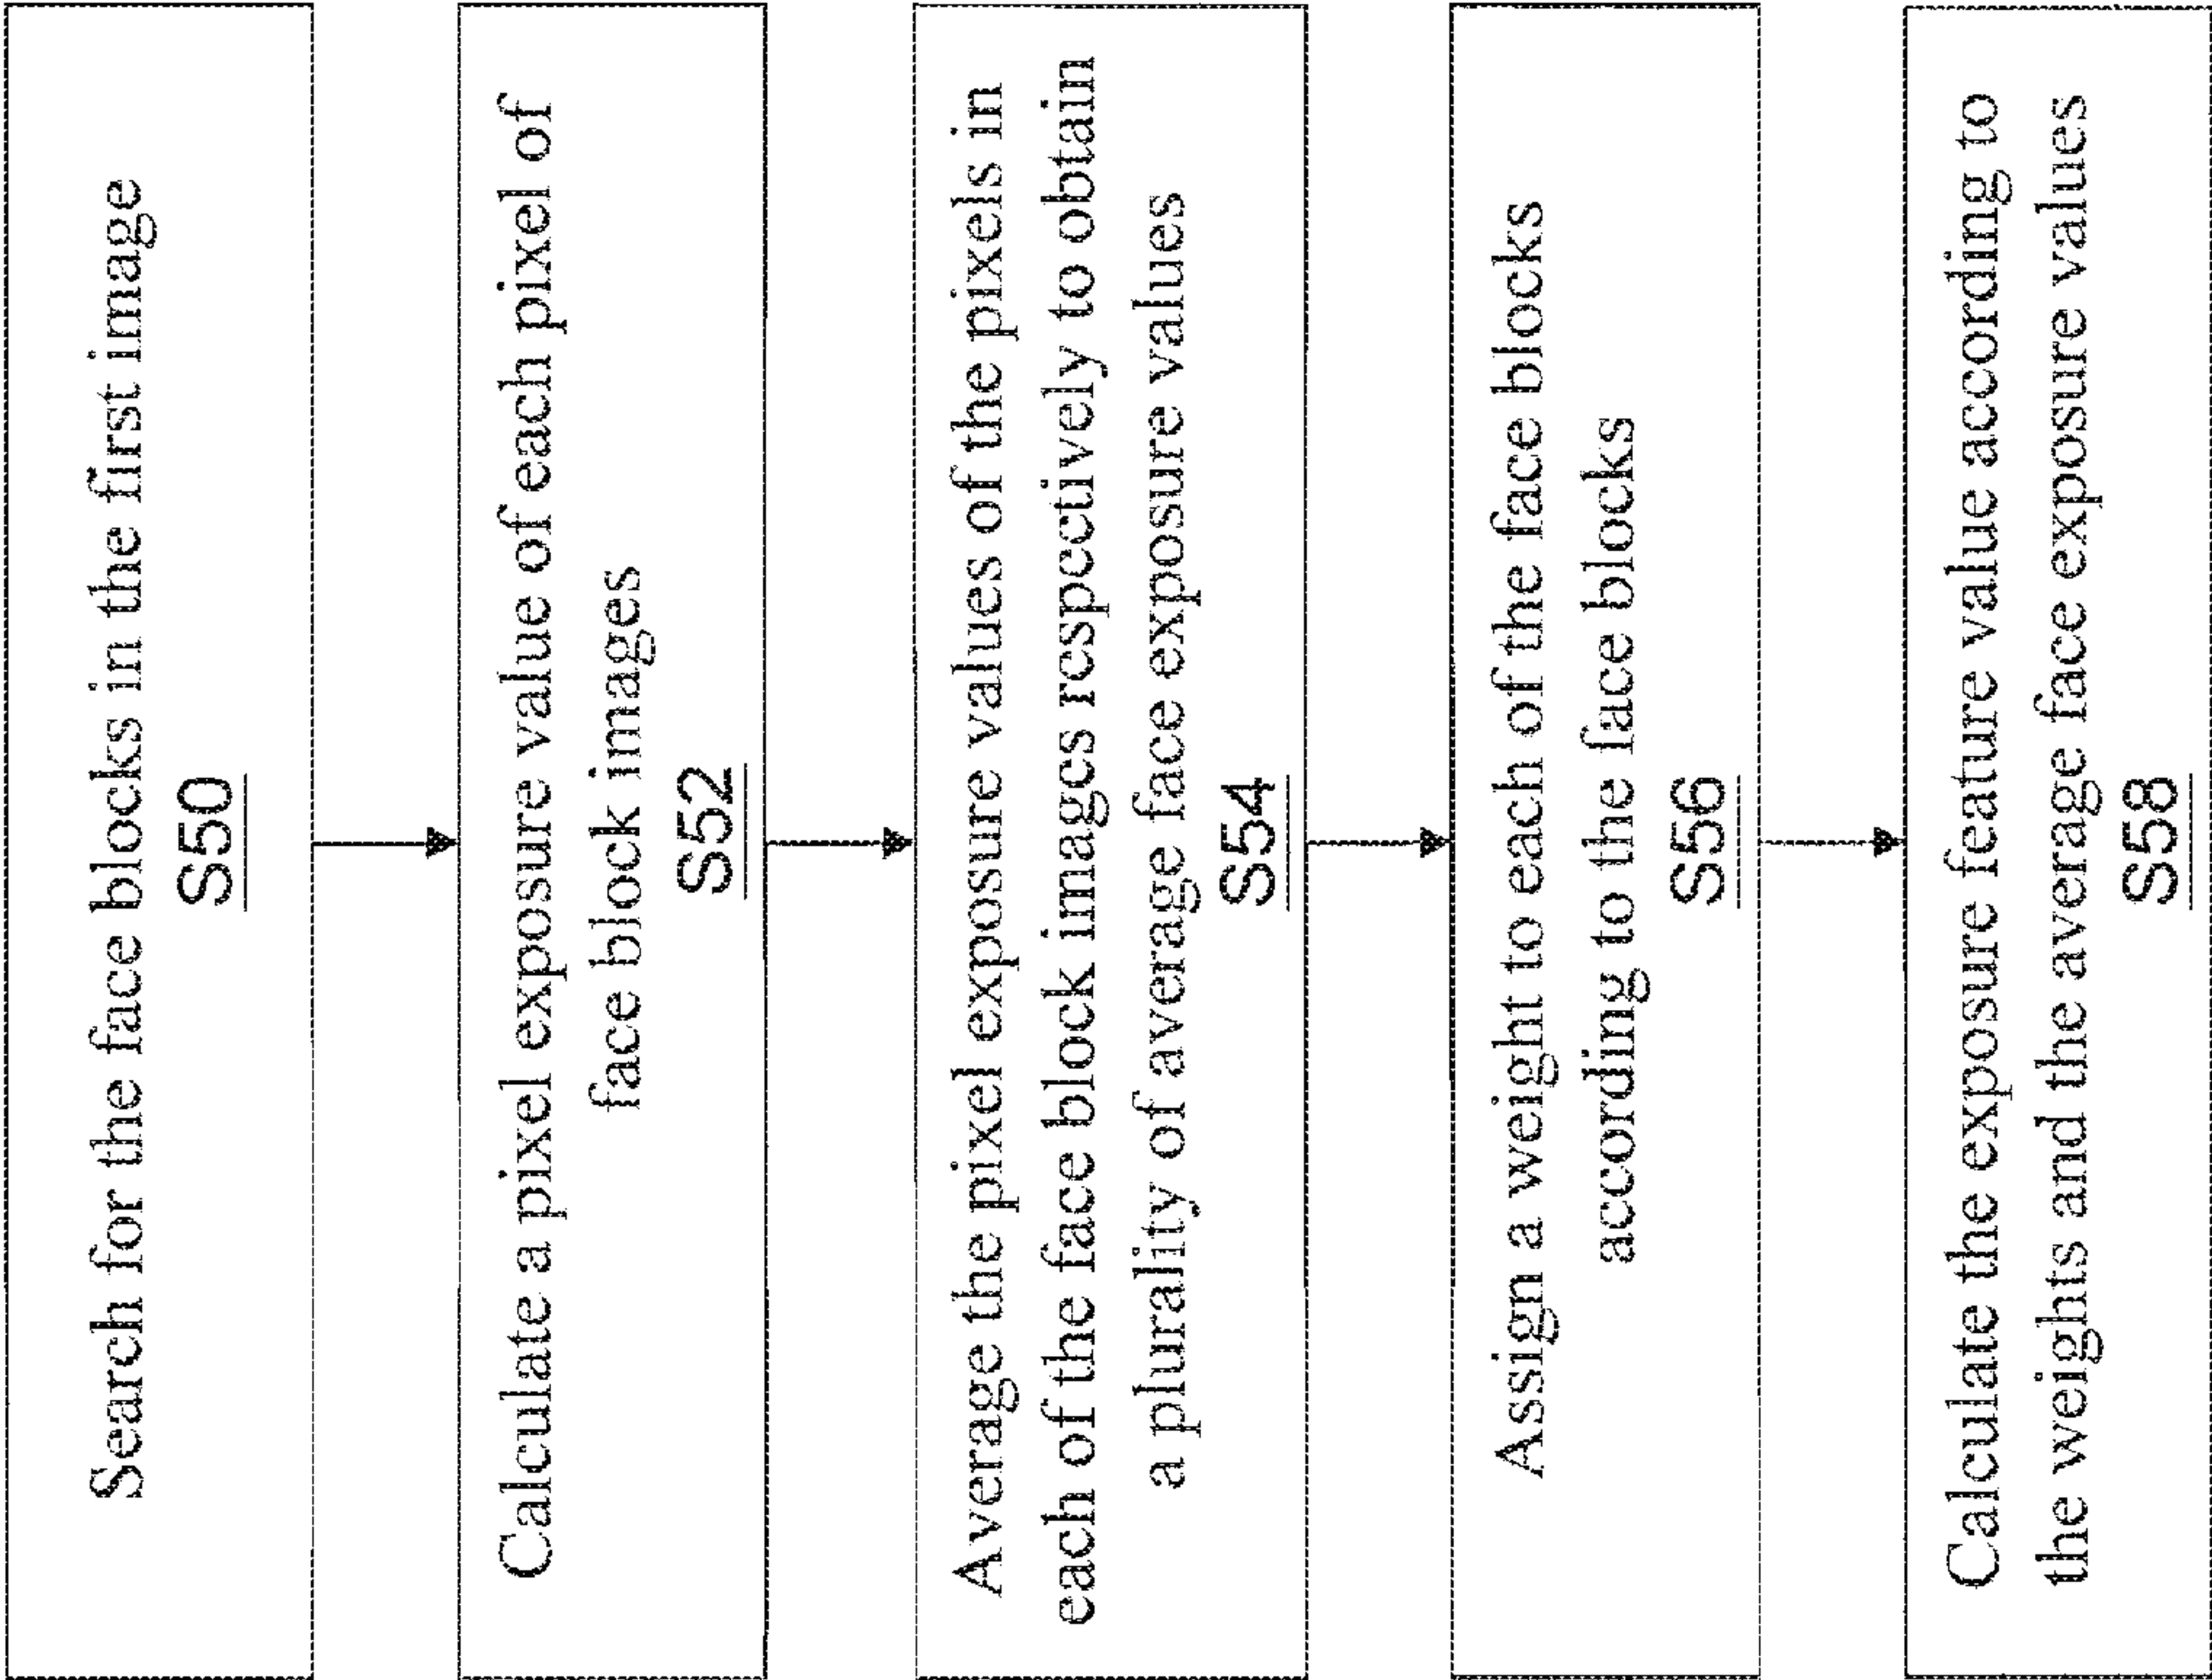 Search for the face blocks in the first image
S50
Calculate a pixel exposure value of each pixel of
face block images
S52
Average the pixel exposure values of the pixels in
each of the face block images respectively to obtain
a plurality of average face exposure values
S54
Assign a weight to each of the face blocks
according to the face blocks
S56
Calculate the exposure feature value according to
the weights and the average face exposure values
S58